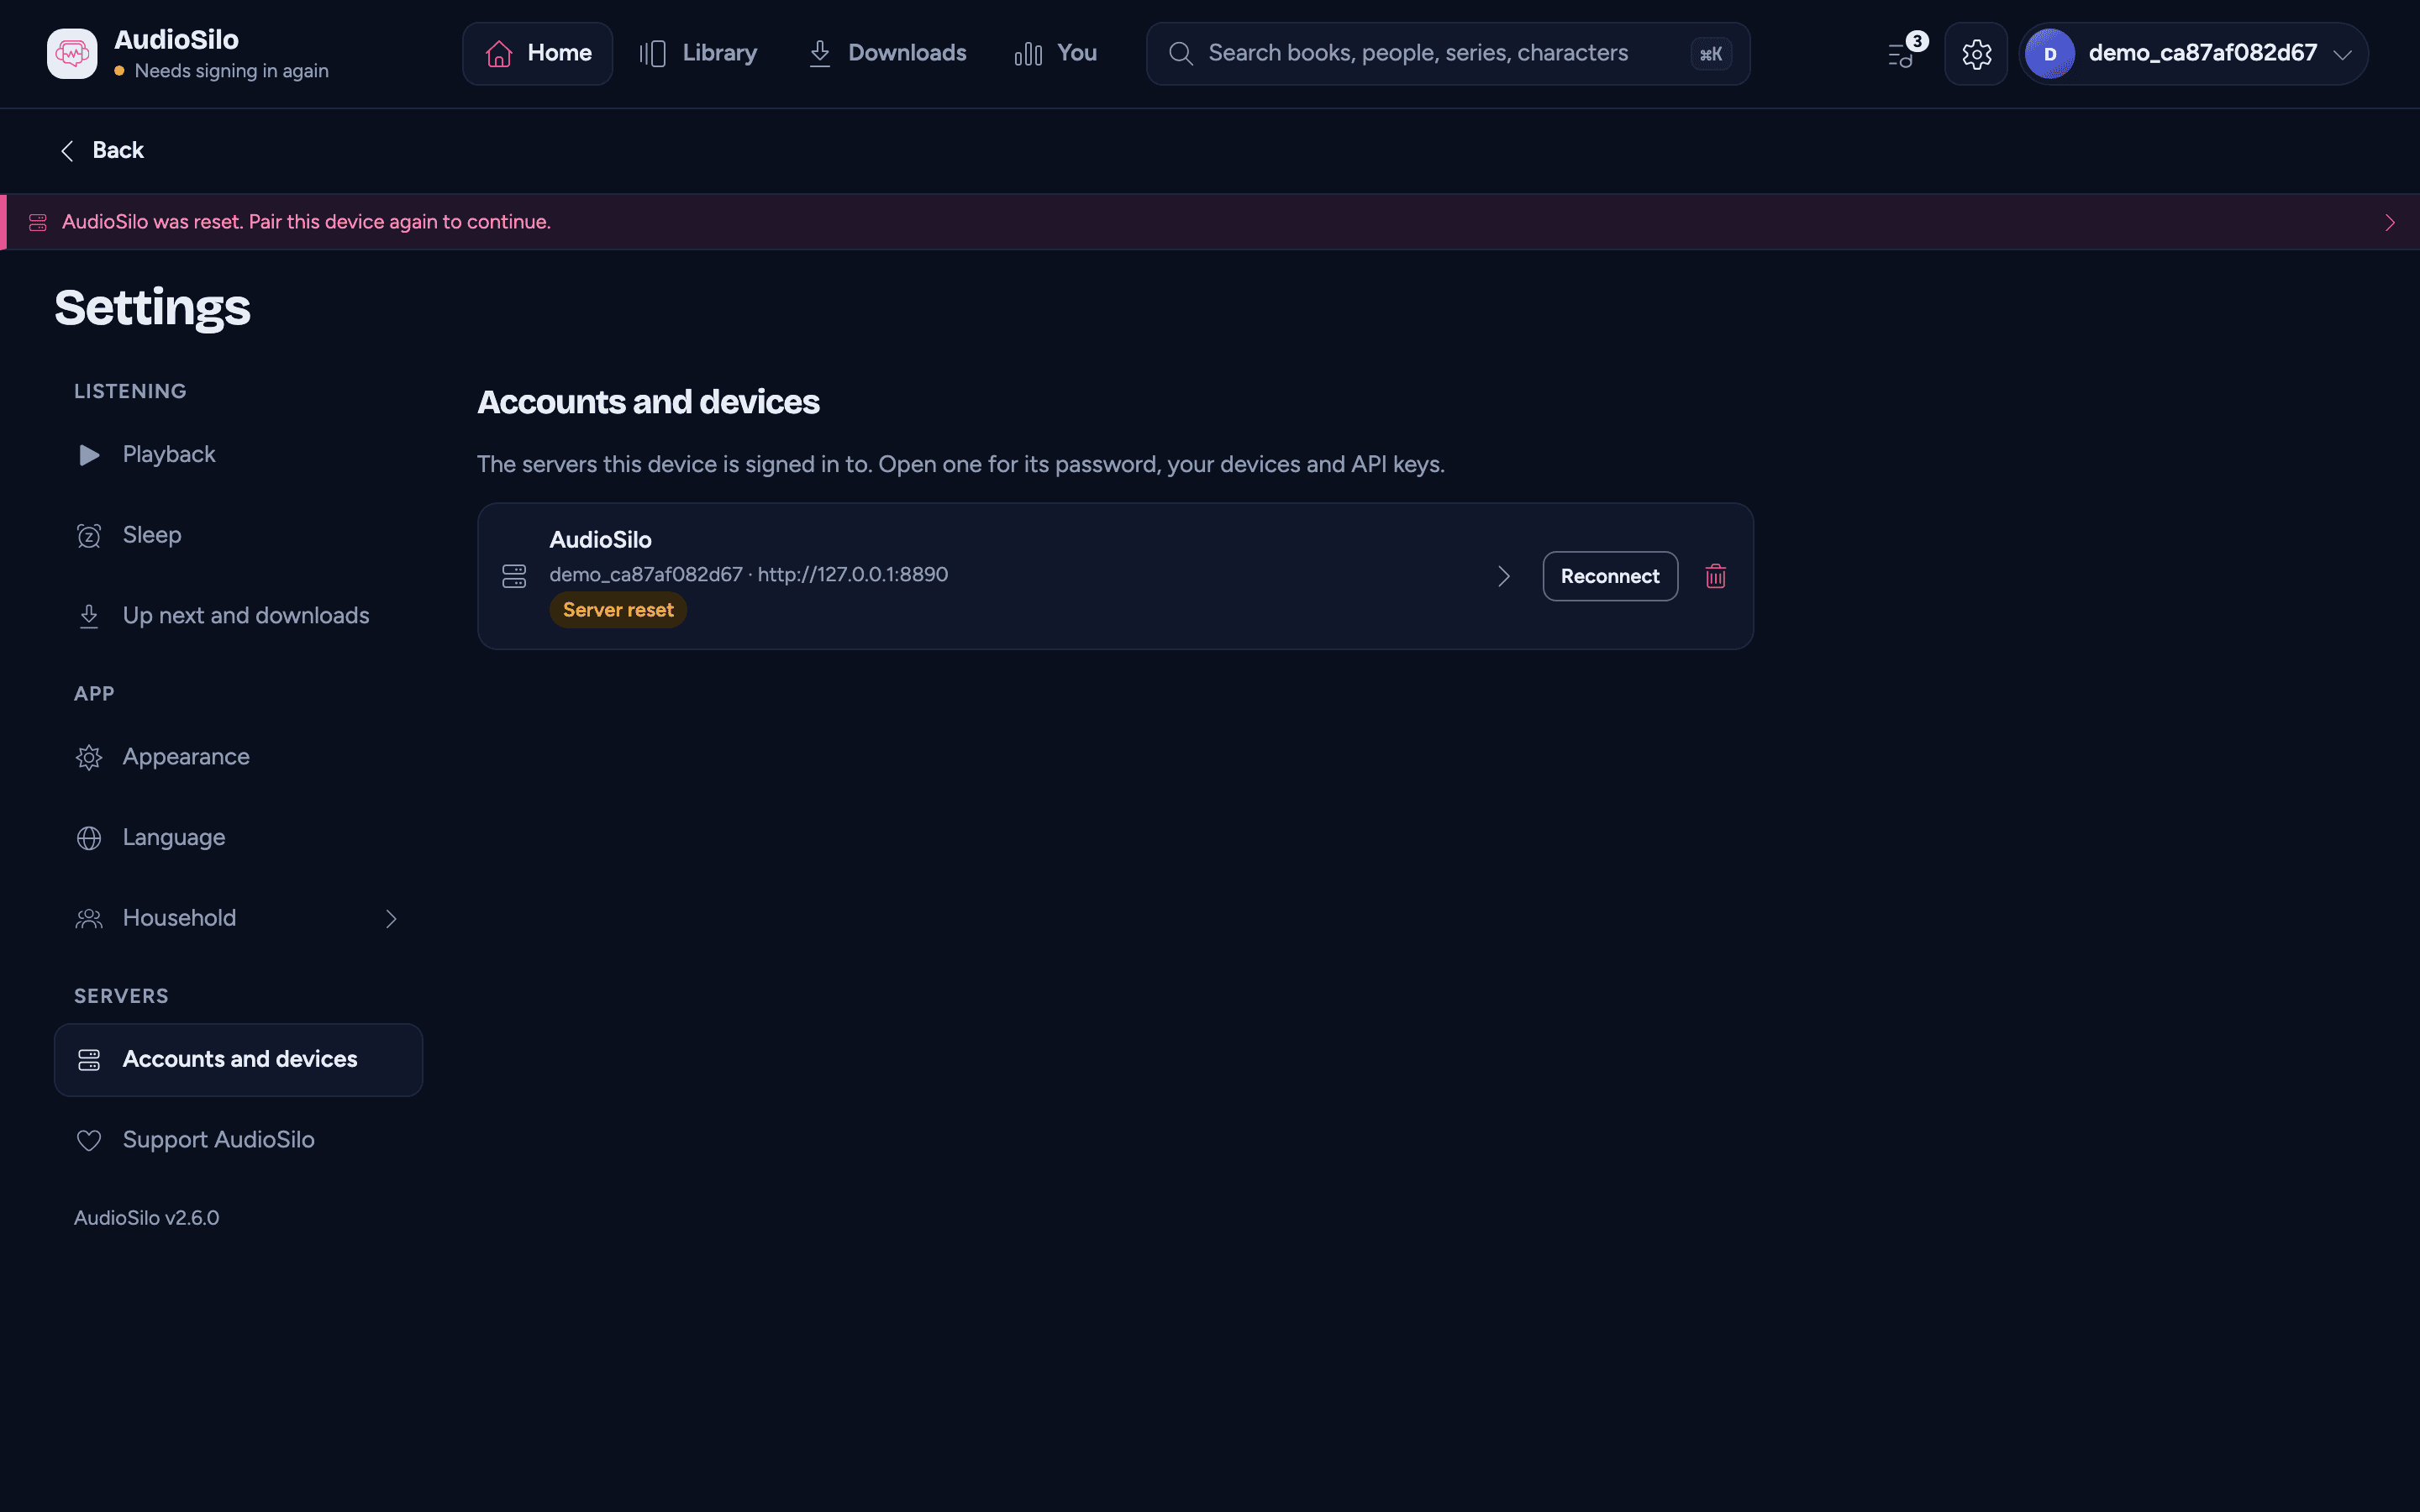 AudioSilo
Needs signing in again
Home
Library
Downloads
You
Search books, people, series, characters
⌘K
3
D
demo_ca87af082d67
Back
AudioSilo was reset. Pair this device again to continue.
Settings
LISTENING
Playback
Sleep
Up next and downloads
APP
Appearance
Language
Household
SERVERS
Accounts and devices
Support AudioSilo
AudioSilo v2.6.0
Accounts and devices
The servers this device is signed in to. Open one for its password, your devices and API keys.
AudioSilo
demo_ca87af082d67 · http://127.0.0.1:8890
Server reset
Reconnect